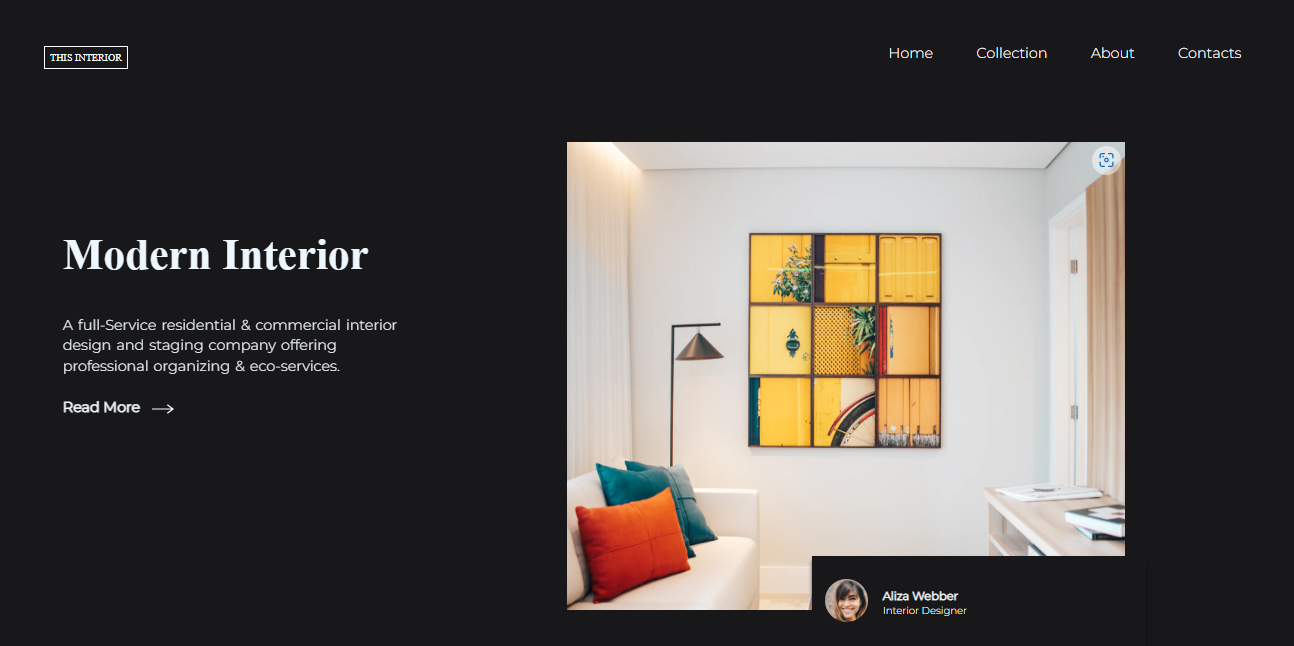 THIS INTERIOR
Home
Collection
About
Contacts
Modern Interior
A full-Service residential & commercial interior
design and staging company offering
professional organizing & eco-services.
Read More
Aliza Webber
Interior Designer